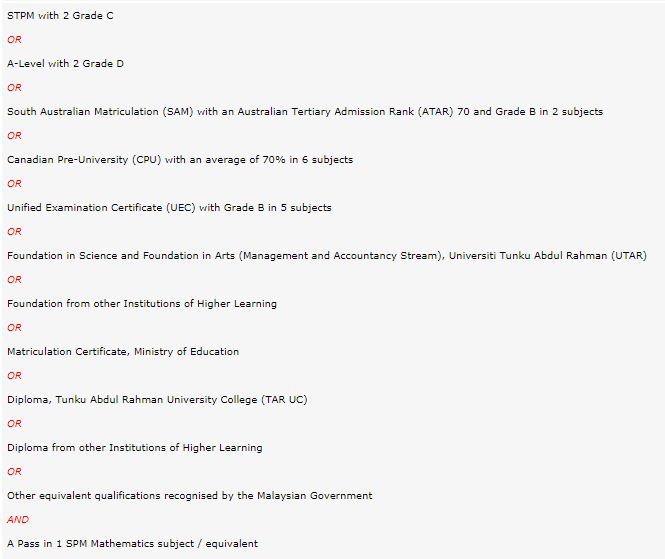 STPM with 2 Grade C
OR
A-Level with 2 Grade D
OR
South Australian Matriculation (SAM) with an Australian Tertiary Admission Rank (ATAR) 70 and Grade B in 2 subjects
OR
Canadian Pre-University (CPU) with an average of 70% in 6 subjects
OR
Unified Examination Certificate (UEC) with Grade B in 5 subjects
OR
Foundation in Science and Foundation in Arts (Management and Accountancy Stream), Universiti Tunku Abdul Rahman (UTAR)
OR
Foundation from other Institutions of Higher Learning
OR
Matriculation Certificate, Ministry of Education
OR
Diploma, Tunku Abdul Rahman University College (TAR UC)
OR
Diploma from other Institutions of Higher Learning
OR
Other equivalent qualifications recognised by the Malaysian Government
AND
A Pass in 1 SPM Mathematics subject / equivalent